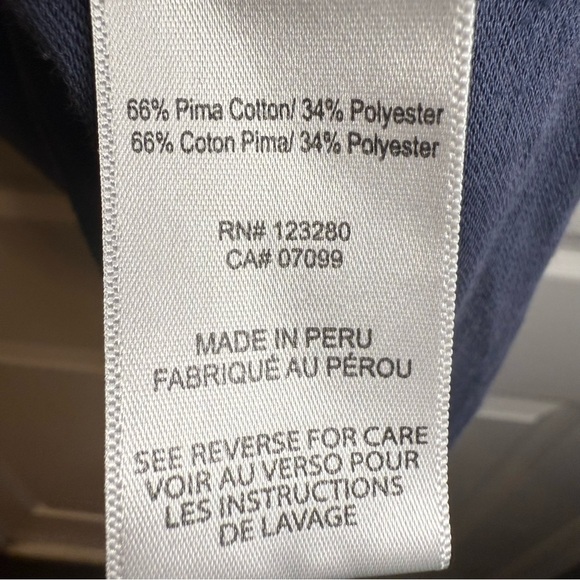 66% Pima Cotton/ 34% Polyester
66% Coton Pima/ 34% Polyester
RN# 123280
CA# 07099
MADE IN PERU
FABRIQUÉ AU PÉROU
SEE REVERSE FOR CARE
VOIR AU VERSO POUR
LES INSTRUCTIONS
DE LAVAGE